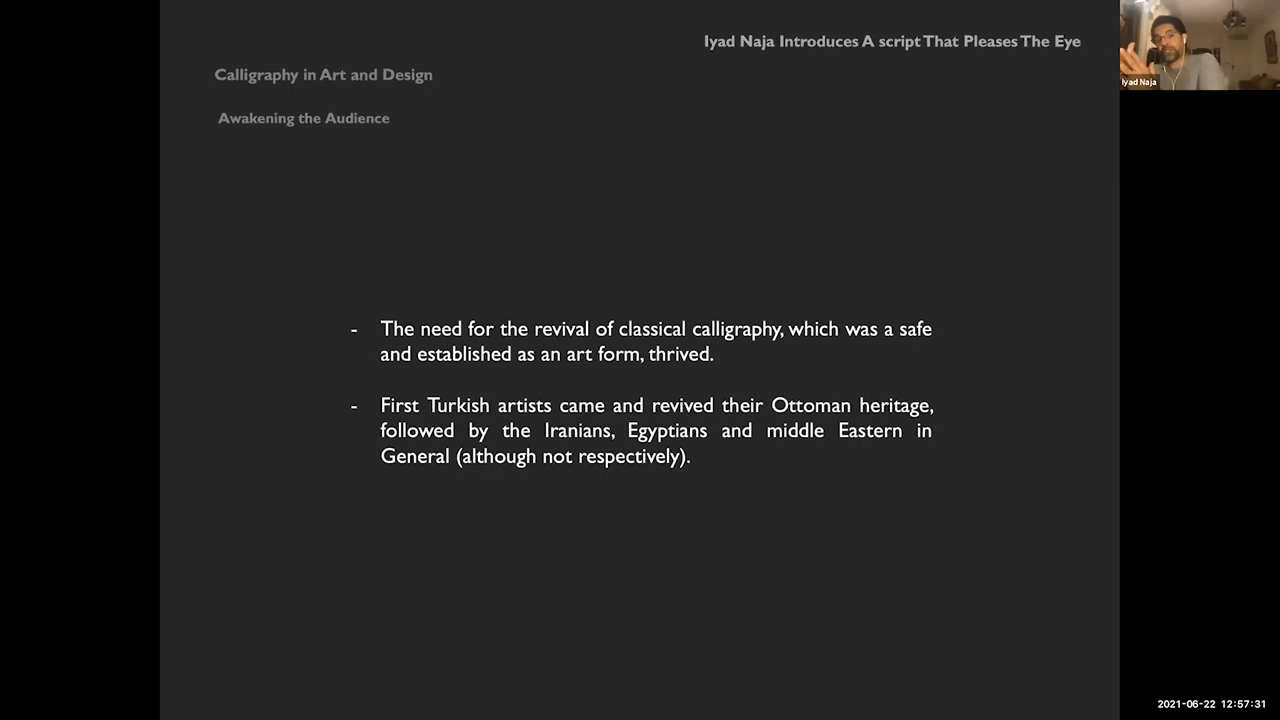 Iyad Naja Introduces A script That Pleases The Eye
Calligraphy in Art and Design
Awakening the Audience
- The need for the revival of classical calligraphy, which was a safe
and established as an art form, thrived.
- First Turkish artists came and revived their Ottoman heritage,
followed by the Iranians, Egyptians and middle Eastern in
General (although not respectively).
Iyad Naja
2021-06-22 12:57:31